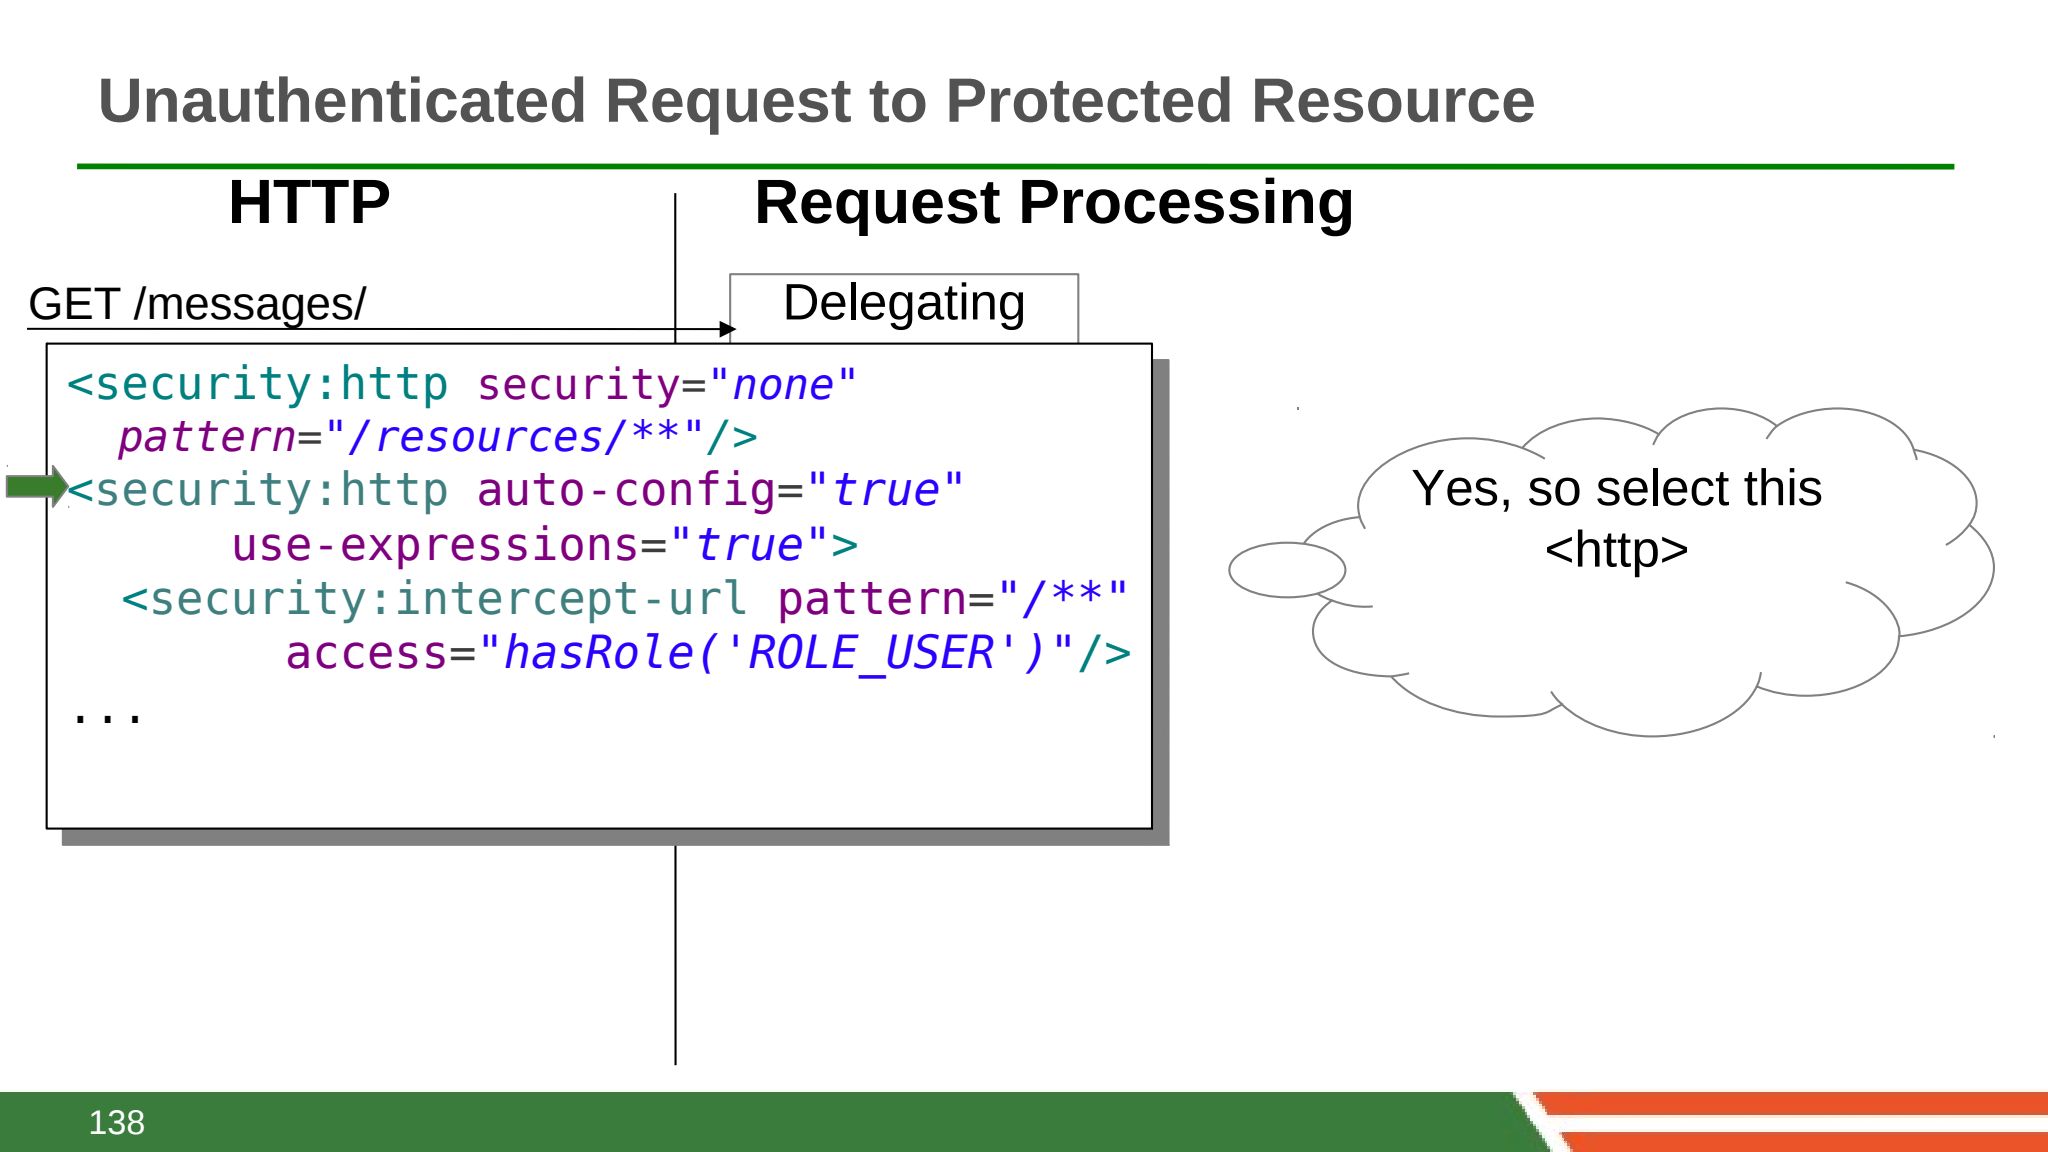 Unauthenticated Request to Protected Resource
HTTP
Request Processing
GET /messages/
Delegating
<security:http security="none"
pattern="/resources/**"/>
<security:http auto-config="true"
use-expressions="true">
<security:intercept-url pattern="/**"
access="hasRole('ROLE_USER')"/>
...
Yes, so select this
<http>
138